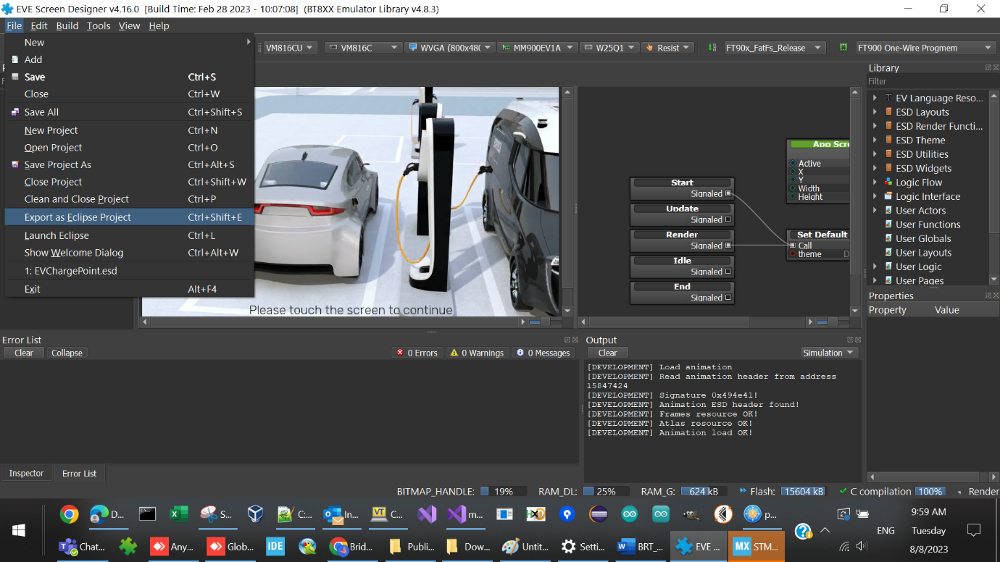 EVE Screen Designer v4.16.0 [Build Time: Feb 28 2023 - 10:07:08] (BT8XX Emulator Library v4.8.3)
File Edit Build Tools View Help
VM816CU VM816C WVGA (800x48( MM900EV1A W25Q1 Resist FT90x_FatFs_Release FT900 One-Wire Progmem
New
Add
Save Ctrl+S
Close Ctrl+W
Save All Ctrl+Shift+S
New Project Ctrl+N
Open Project Ctrl+O
Save Project As Ctrl+Alt+S
Close Project Ctrl+Shift+W
Clean and Close Project Ctrl+P
Export as Eclipse Project Ctrl+Shift+E
Launch Eclipse Ctrl+L
Show Welcome Dialog Ctrl+Alt+W
1: EVChargePoint.esd
Exit Alt+F4
Please touch the screen to continue
Start
Signaled
Update
Signaled
Render
Signaled
Idle
Signaled
End
Signaled
App Scre
Active
X
Y
Width
Height
Set Default
Call
theme D
Library
Filter
EV Language Reso...
ESD Layouts
ESD Render Functi...
ESD Theme
ESD Utilities
ESD Widgets
Logic Flow
Logic Interface
User Actors
User Functions
User Globals
User Layouts
User Logic
User Pages
Properties
Property Value
Error List
Clear Collapse 0 Errors 0 Warnings 0 Messages
Output
Clear Simulation
[DEVELOPMENT] Load animation
[DEVELOPMENT] Read animation header from address
15847424
[DEVELOPMENT] Signature 0x494e41!
[DEVELOPMENT] Animation ESD header found!
[DEVELOPMENT] Frames resource OK!
[DEVELOPMENT] Atlas resource OK!
[DEVELOPMENT] Animation load OK!
Inspector Error List
BITMAP_HANDLE: 19% RAM_DL: 25% RAM_G: 624 kB Flash: 15604 kB C compilation 100% Render
D... S... C:... In... C... m... p...
Chat... Any... Glob... IDE Brid... Publi... Dow... Untit... Setti... BRT_... EVE ... MX STM...
ENG
9:59 AM
Tuesday
8/8/2023